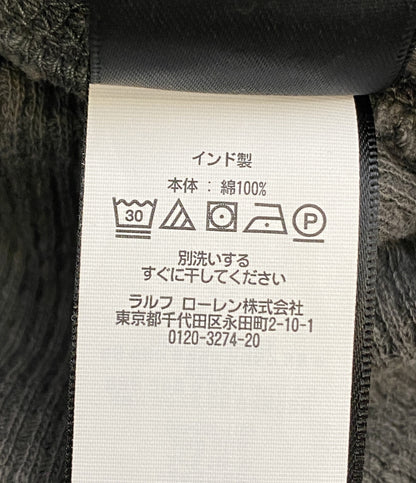 インド製
本体 : 綿100%
30 P
別洗いする
すぐに干してください
ラルフ ローレン株式会社
東京都千代田区永田町2-10-1
0120-3274-20